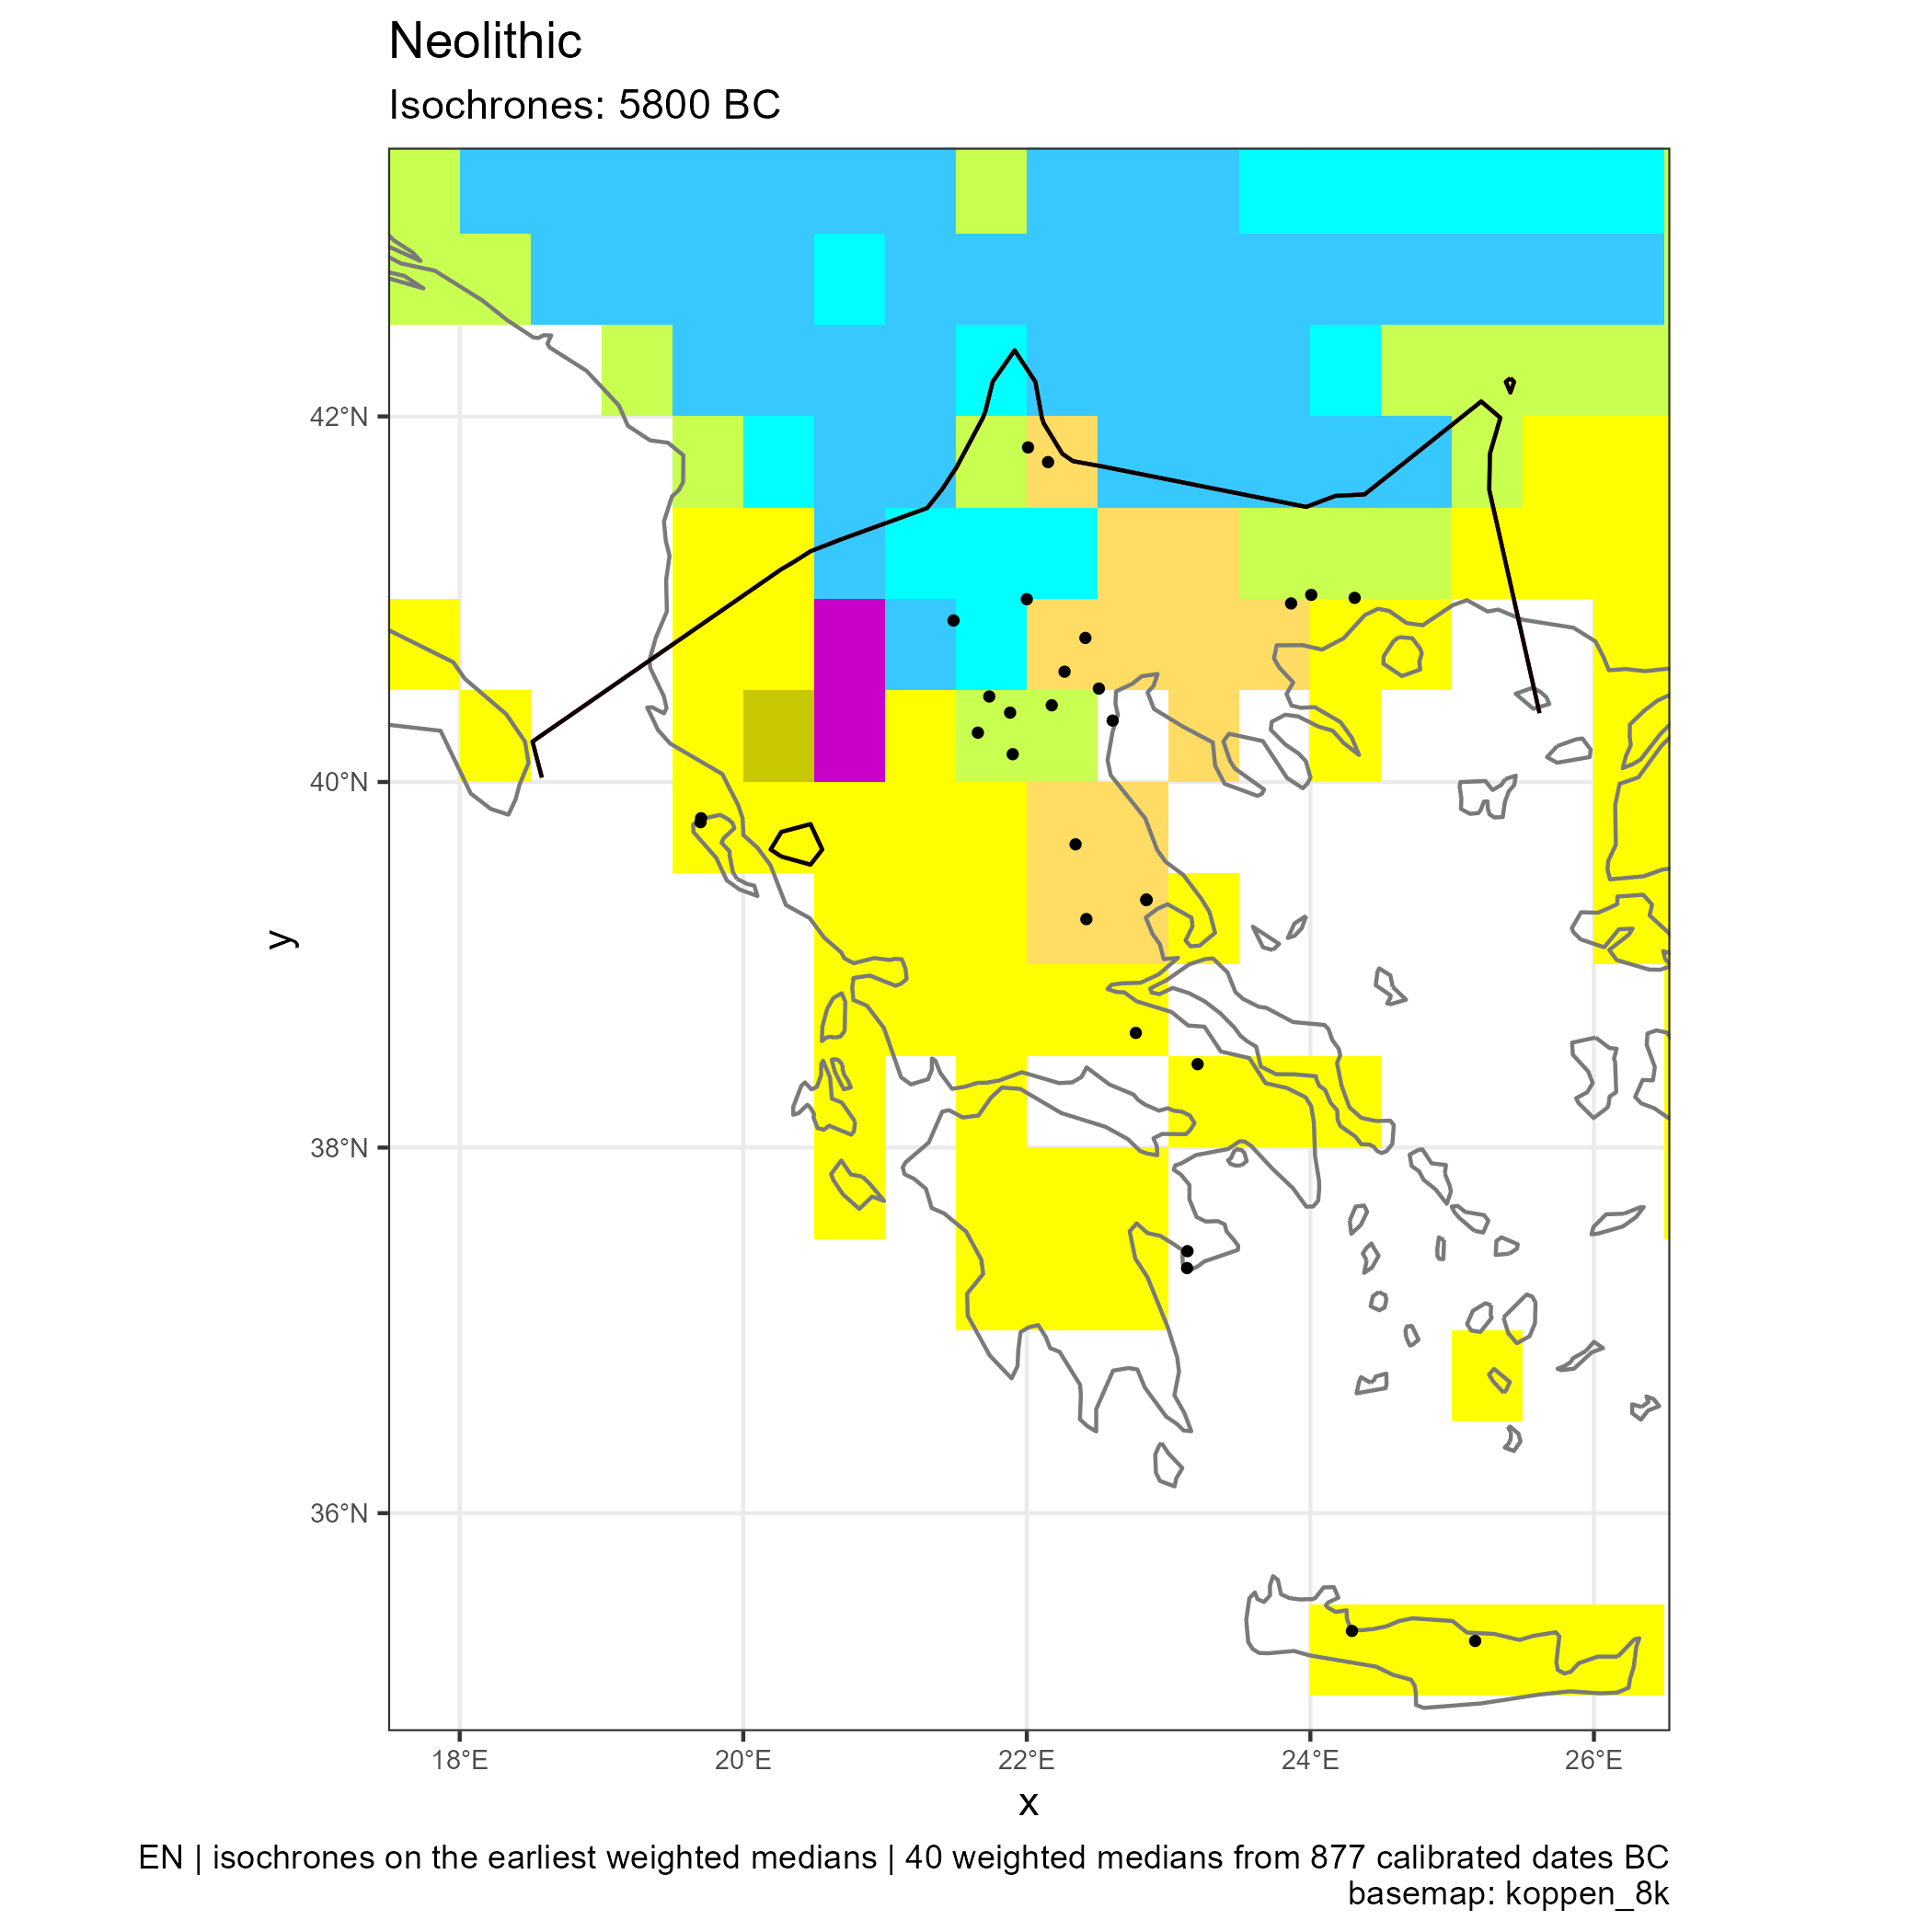 Neolithic
Isochrones: 5800 BC
42°N
40°N
38°N
36°N
y
18°E 20°E 22°E 24°E 26°E
x
EN | isochrones on the earliest weighted medians | 40 weighted medians from 877 calibrated dates BC
basemap: koppen_8k